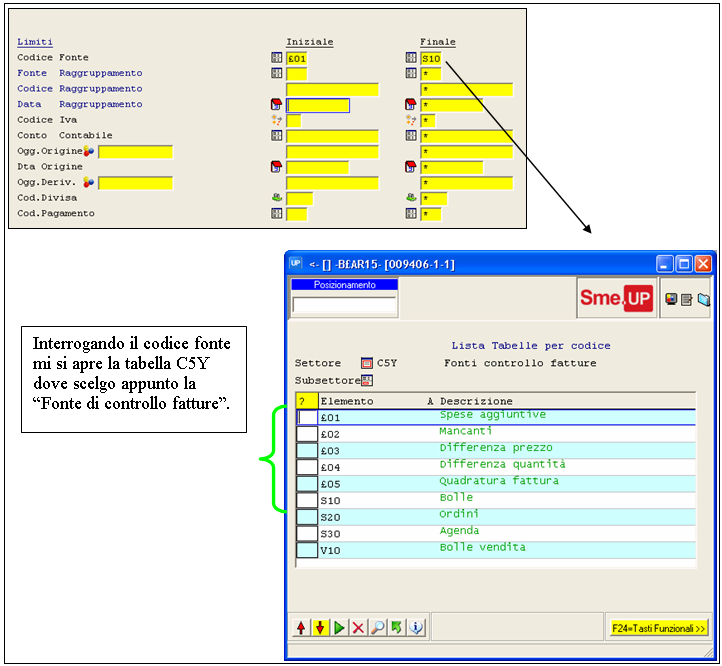 Limiti Iniziale Finale
Codice Fonte £01 S10
Fonte Raggruppamento *
Codice Raggruppamento *
Data Raggruppamento *
Codice Iva *
Conto Contabile *
Ogg.Origine *
Dta Origine *
Ogg.Deriv. *
Cod.Divisa *
Cod.Pagamento *
UP <- [] -B£AR15- [009406-1-1]
Posizionamento
Sme.UP
Lista Tabelle per codice
Settore C5Y Fonti controllo fatture
Subsettore
? Elemento A Descrizione
£01 Spese aggiuntive
£02 Mancanti
£03 Differenza prezzo
£04 Differenza quantità
£05 Quadratura fattura
S10 Bolle
S20 Ordini
S30 Agenda
V10 Bolle vendita
F24=Tasti Funzionali >>
Interrogando il codice fonte
mi si apre la tabella C5Y
dove scelgo appunto la
“Fonte di controllo fatture”.